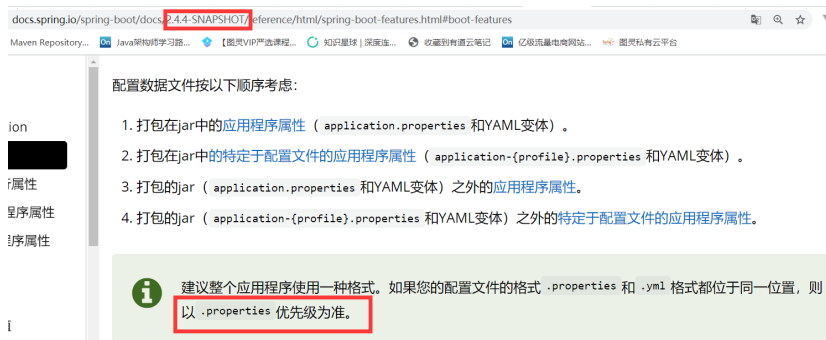 docs.spring.io/spring-boot/docs/2.4.4-SNAPSHOT/reference/html/spring-boot-features.html#boot-features
Maven Repository... Java架构师学习路... 【图灵VIP严选课程... 知识星球 | 深度连... 收藏到有道云笔记 亿级流量电商网站... 图灵私有云平台
配置数据文件按以下顺序考虑：
ion
1. 打包在jar中的应用程序属性（ application.properties 和YAML变体）。
2. 打包在jar中的特定于配置文件的应用程序属性（ application-{profile}.properties 和YAML变体）。
属性
3. 打包的jar（ application.properties 和YAML变体）之外的应用程序属性。
程序属性
4. 打包的jar（ application-{profile}.properties 和YAML变体）之外的特定于配置文件的应用程序属性。
程序属性
建议整个应用程序使用一种格式。如果您的配置文件的格式 .properties 和 .yml 格式都位于同一位置，则
以 .properties 优先级为准。